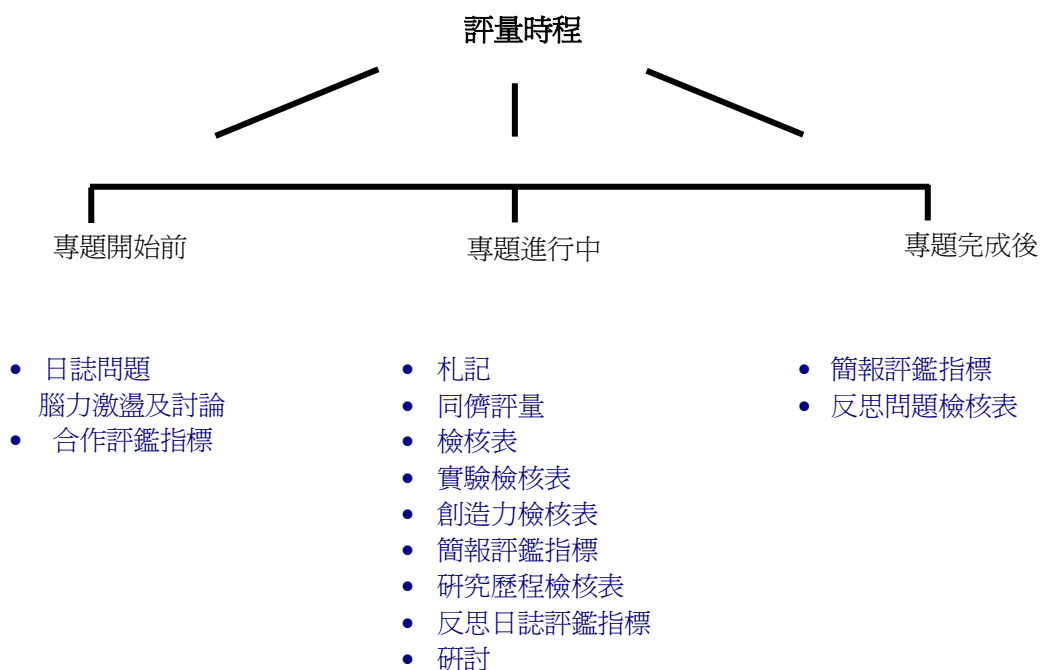 評量時程
專題開始前
專題進行中
專題完成後
• 日誌問題
腦力激盪及討論
• 合作評鑑指標
• 札記
• 同儕評量
• 檢核表
• 實驗檢核表
• 創造力檢核表
• 簡報評鑑指標
• 研究歷程檢核表
• 反思日誌評鑑指標
• 研討
• 簡報評鑑指標
• 反思問題檢核表